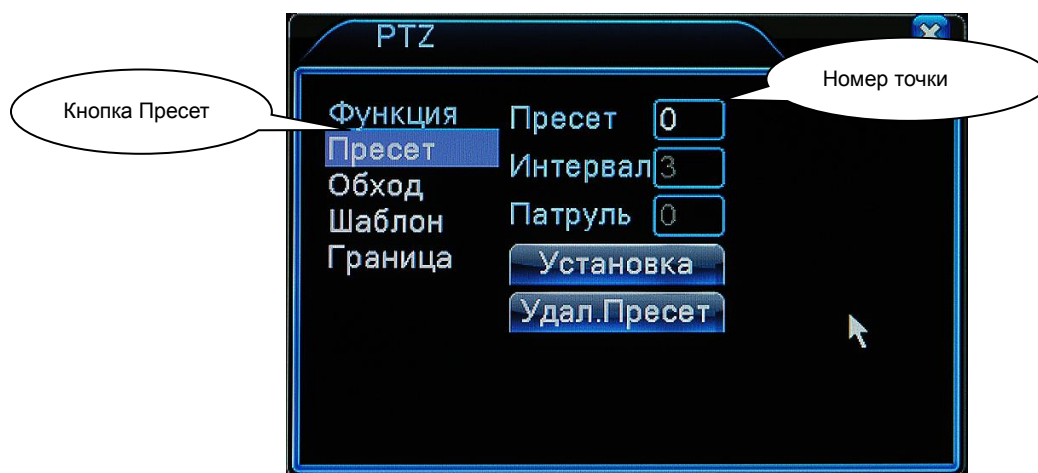 PTZ
Кнопка Пресет
Номер точки
Функция
Пресет
Обход
Шаблон
Граница
Пресет 0
Интервал 3
Патруль 0
Установка
Удал.Пресет